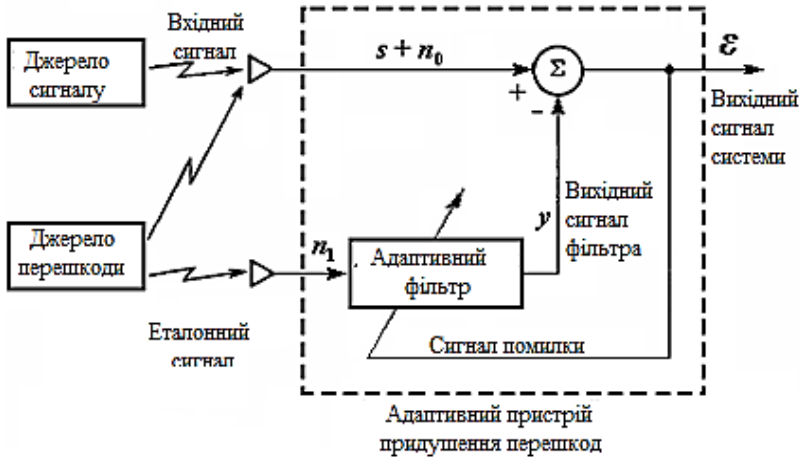 Джерело
сигналу
Вхідний
сигнал
s + n₀
Σ
+
-
ε
Вихідний
сигнал
системи
Джерело
перешкоди
n₁
Адаптивний
фільтр
y
Вихідний
сигнал
фільтра
Еталонний
сигнал
Сигнал помилки
Адаптивний пристрій
придушення перешкод